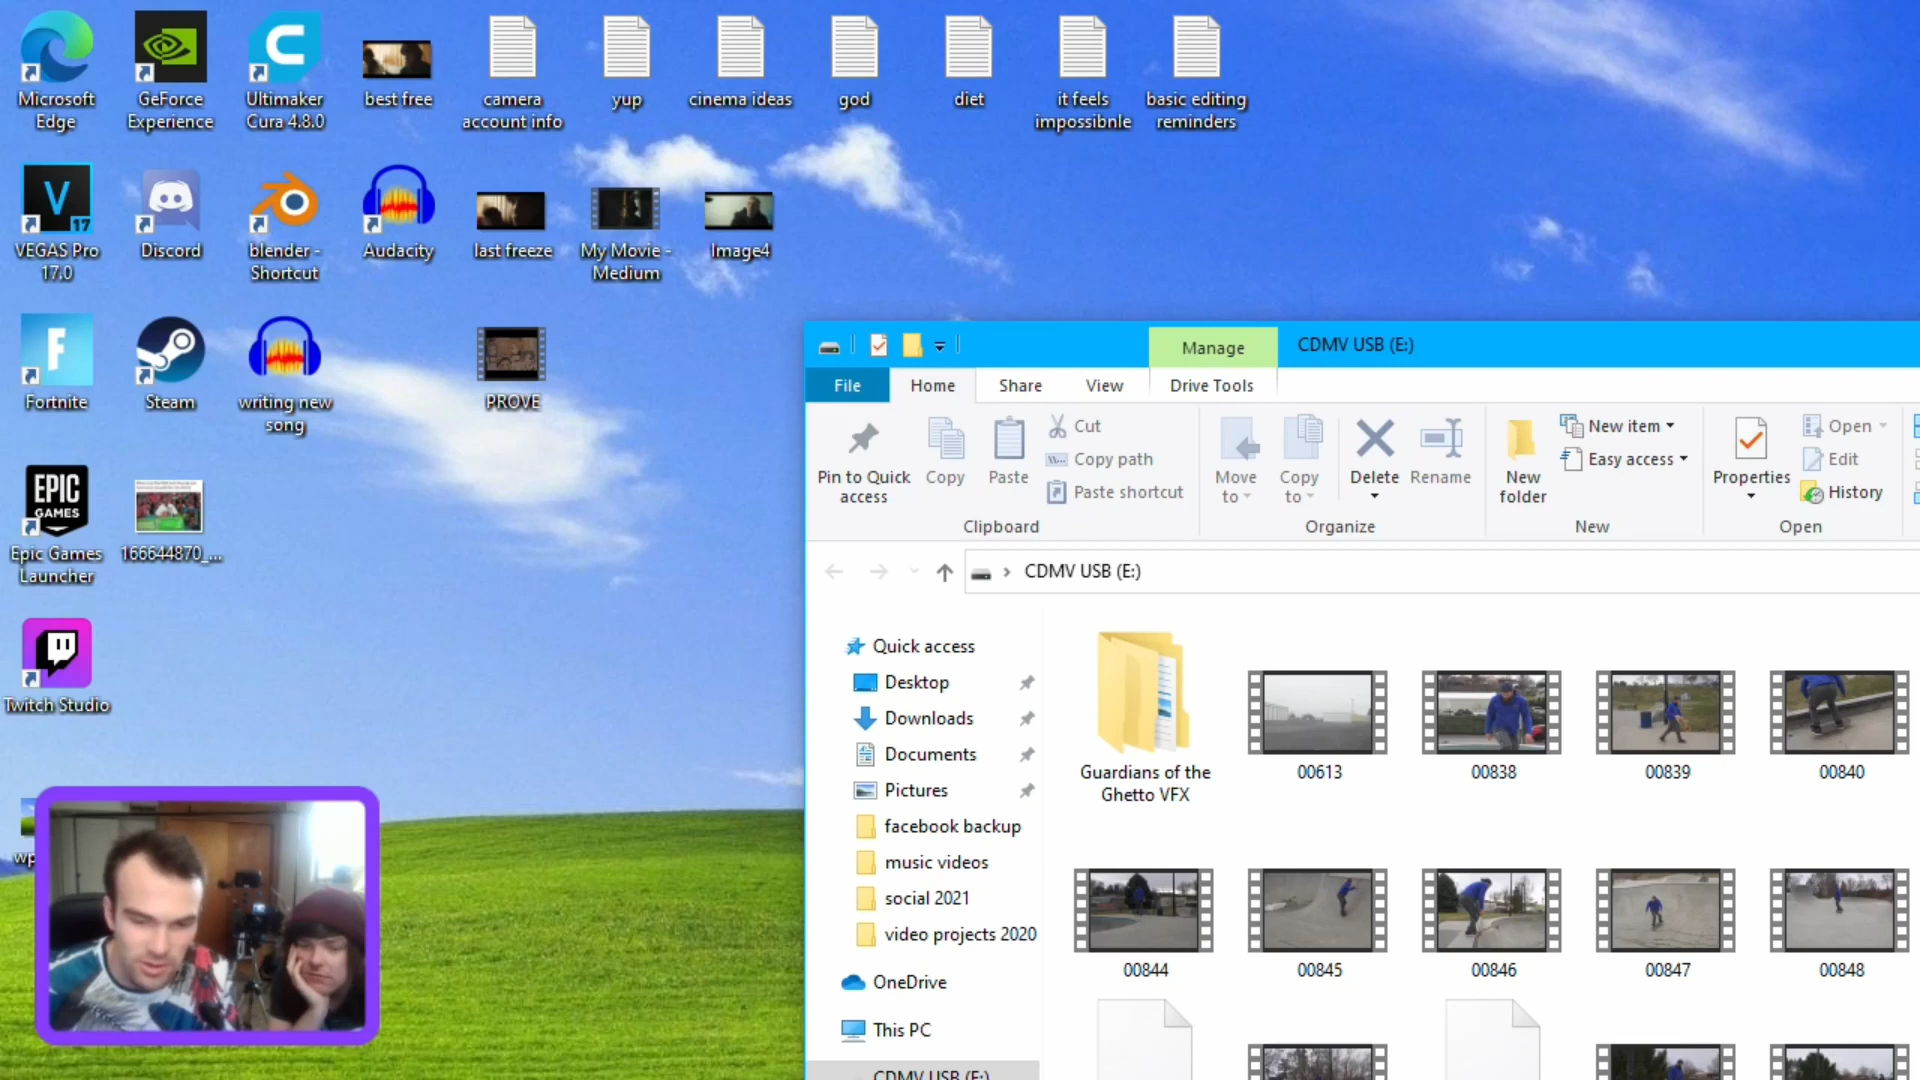 Microsoft
Edge
GeForce
Experience
Ultimaker
Cura 4.8.0
best free
camera
account info
yup
cinema ideas
god
diet
it feels
impossibnle
basic editing
reminders
VEGAS Pro
17.0
17
Discord
blender -
Shortcut
Audacity
last freeze
My Movie -
Medium
Image4
Fortnite
Steam
writing new
song
PROVE
EPIC
GAMES
Epic Games
Launcher
166644870_...
Twitch Studio
wp
Manage
CDMV USB (E:)
File
Home
Share
View
Drive Tools
Pin to Quick
access
Copy
Paste
Cut
Copy path
Paste shortcut
Clipboard
Move
to
Copy
to
Delete
Rename
Organize
New
folder
New item
Easy access
New
Properties
Open
Edit
History
Open
CDMV USB (E:)
Quick access
Desktop
Downloads
Documents
Pictures
facebook backup
music videos
social 2021
video projects 2020
OneDrive
This PC
CDMV USB (E:)
Guardians of the
Ghetto VFX
00613
00838
00839
00840
00844
00845
00846
00847
00848